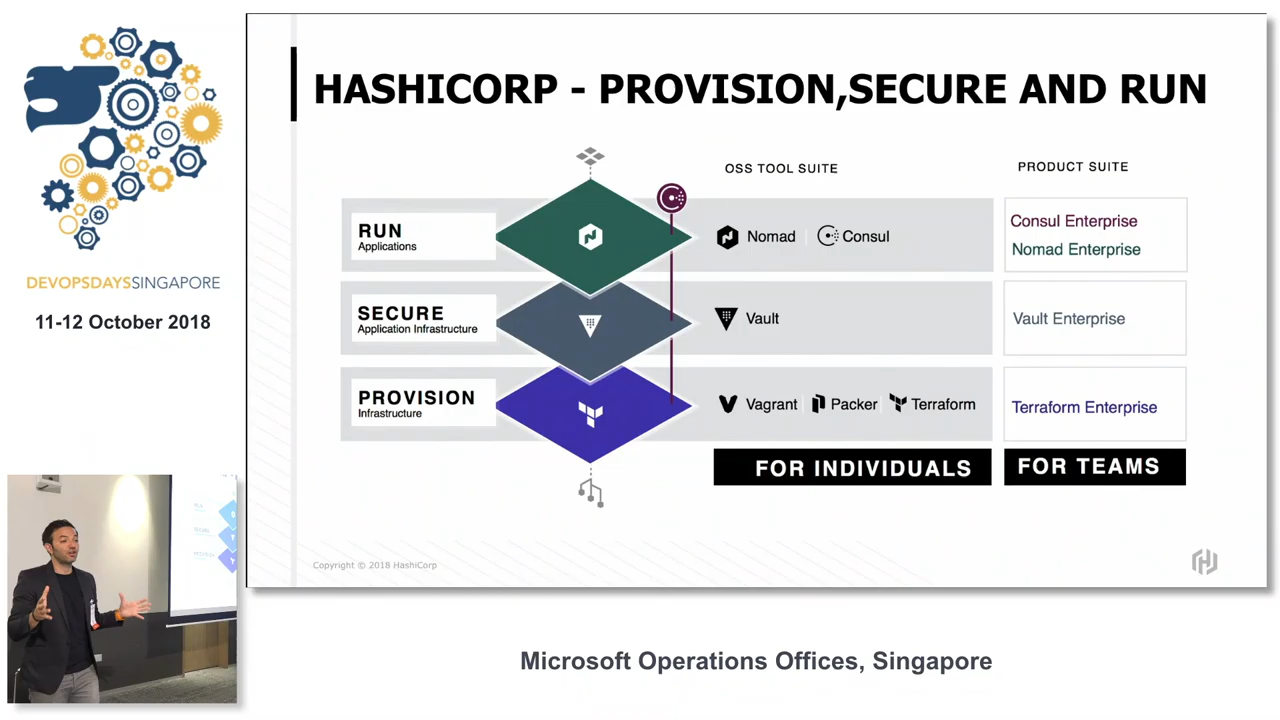 DEVOPSDAYSSINGAPORE
11-12 October 2018
HASHICORP - PROVISION,SECURE AND RUN
OSS TOOL SUITE
PRODUCT SUITE
RUN
Applications
Nomad
Consul
Consul Enterprise
Nomad Enterprise
SECURE
Application Infrastructure
Vault
Vault Enterprise
PROVISION
Infrastructure
Vagrant
Packer
Terraform
Terraform Enterprise
FOR INDIVIDUALS
FOR TEAMS
Copyright © 2018 HashiCorp
Microsoft Operations Offices, Singapore